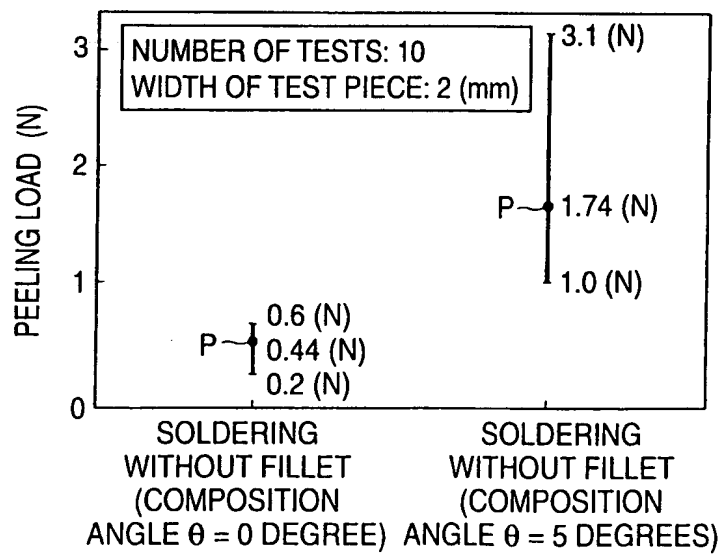 NUMBER OF TESTS: 10
WIDTH OF TEST PIECE: 2 (mm)
PEELING LOAD (N)
3
2
1
0
3.1 (N)
P
1.74 (N)
1.0 (N)
0.6 (N)
P
0.44 (N)
0.2 (N)
SOLDERING
WITHOUT FILLET
(COMPOSITION
ANGLE θ = 0 DEGREE)
SOLDERING
WITHOUT FILLET
(COMPOSITION
ANGLE θ = 5 DEGREES)